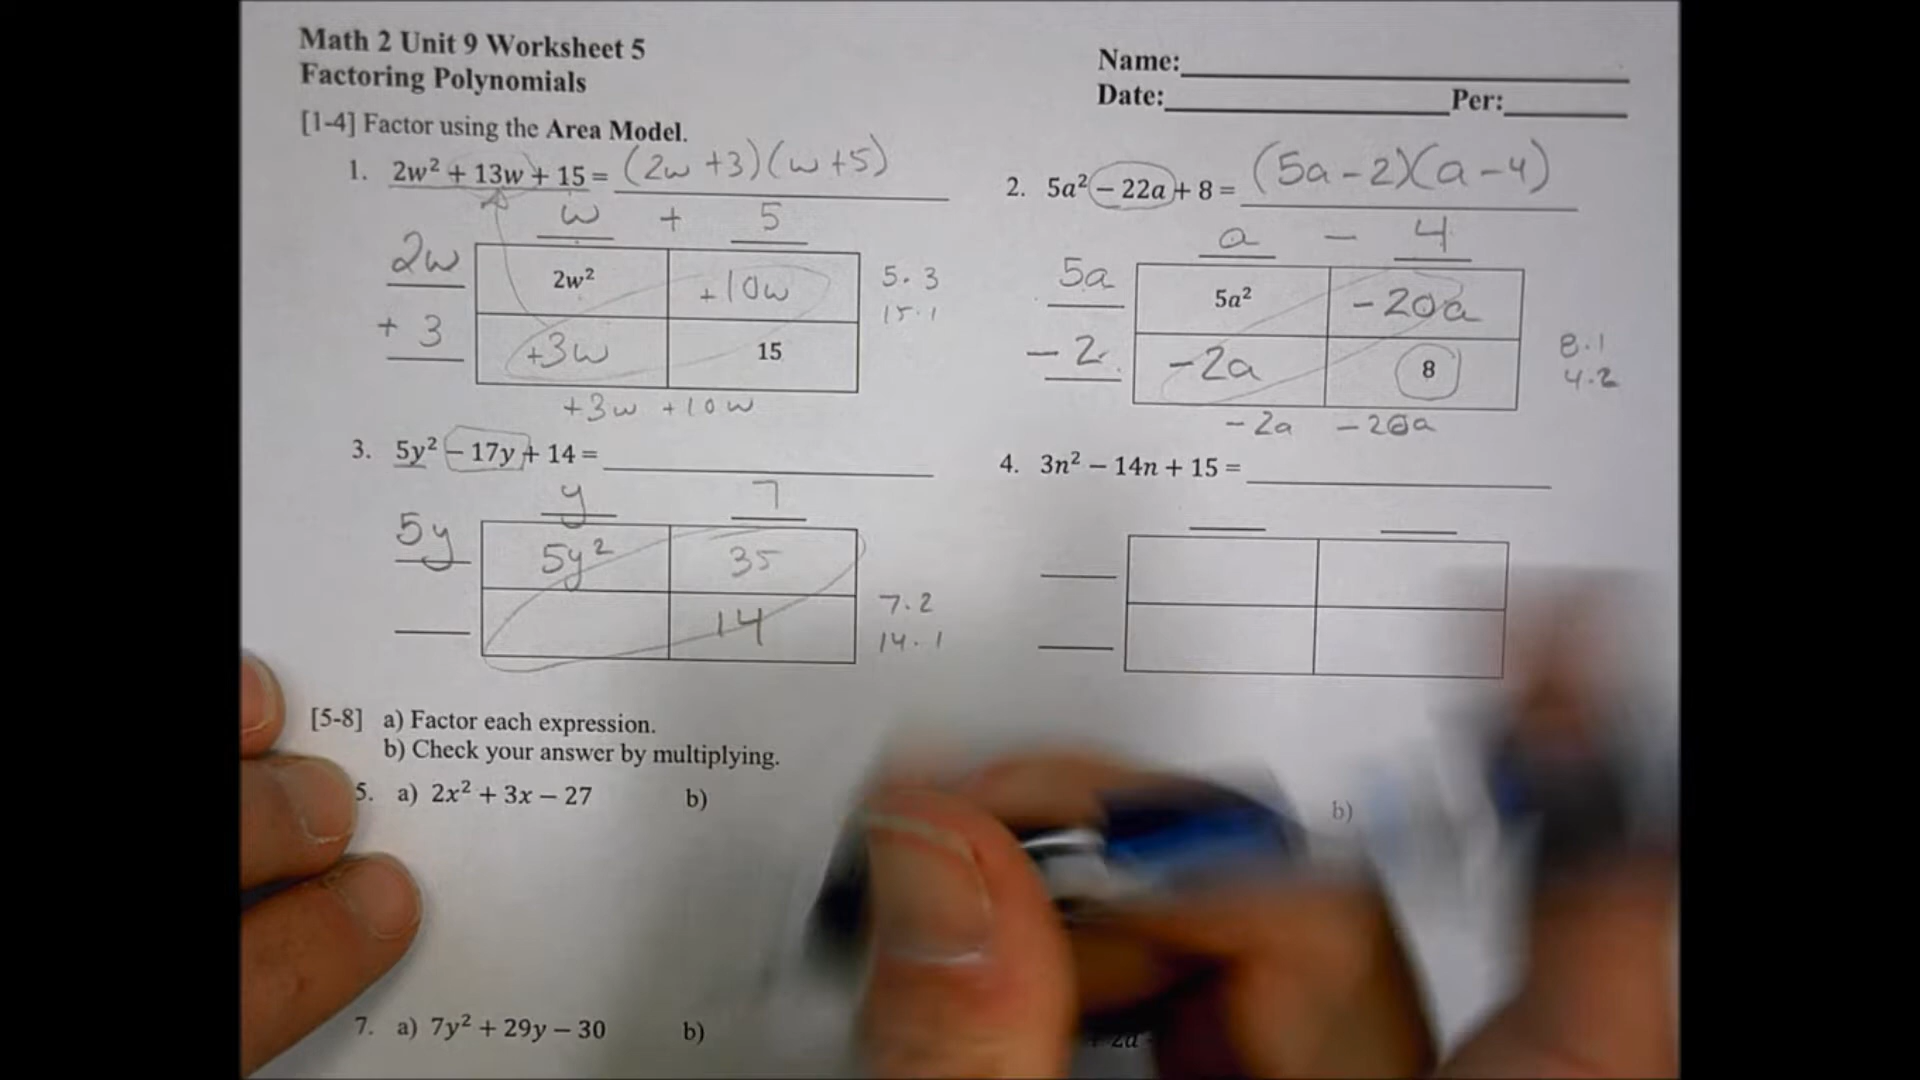 Math 2 Unit 9 Worksheet 5
Factoring Polynomials
Name:
Date: Per:
[1-4] Factor using the Area Model.
1. 2w² + 13w + 15 = (2w +3)(w+5)
w + 5
2w 2w² +10w
+ 3 +3w 15
5.3
15.1
+3w +10w
2. 5a² − 22a + 8 = (5a−2)(a−4)
a − 4
5a 5a² −20a
− 2 −2a 8
8.1
4.2
−2a −20a
3. 5y² − 17y + 14 =
y 7
5y 5y² 35
14
7.2
14.1
4. 3n² − 14n + 15 =
[5-8] a) Factor each expression.
b) Check your answer by multiplying.
5. a) 2x² + 3x − 27 b)
b)
7. a) 7y² + 29y − 30 b)